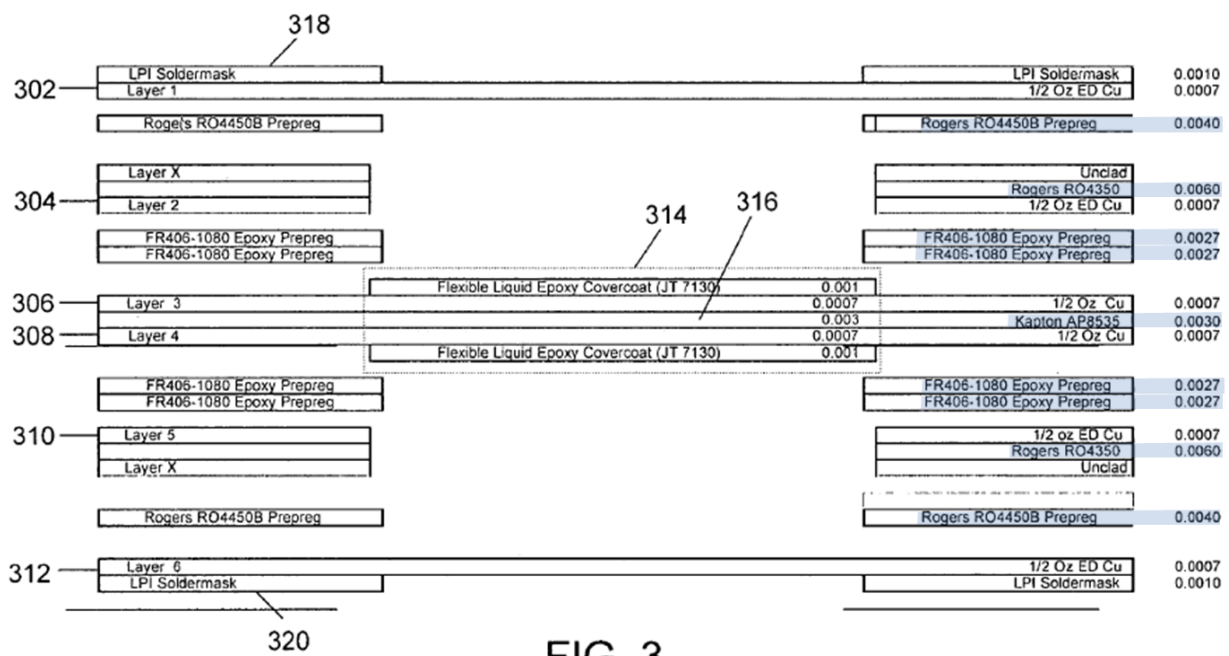 318
LPI Soldermask LPI Soldermask 0.0010
302 Layer 1 1/2 Oz ED Cu 0.0007
Rogers RO4450B Prepreg Rogers RO4450B Prepreg 0.0040
Layer X Unclad
Rogers RO4350 0.0060
304 Layer 2 1/2 Oz ED Cu 0.0007
314 316
FR406-1080 Epoxy Prepreg FR406-1080 Epoxy Prepreg 0.0027
FR406-1080 Epoxy Prepreg FR406-1080 Epoxy Prepreg 0.0027
Flexible Liquid Epoxy Covercoat (JT 7130) 0.001
306 Layer 3 0.0007 1/2 Oz Cu 0.0007
0.003 Kapton AP8535 0.0030
308 Layer 4 0.0007 1/2 Oz Cu 0.0007
Flexible Liquid Epoxy Covercoat (JT 7130) 0.001
FR406-1080 Epoxy Prepreg FR406-1080 Epoxy Prepreg 0.0027
FR406-1080 Epoxy Prepreg FR406-1080 Epoxy Prepreg 0.0027
310 Layer 5 1/2 oz ED Cu 0.0007
Rogers RO4350 0.0060
Layer X Unclad
Rogers RO4450B Prepreg Rogers RO4450B Prepreg 0.0040
312 Layer 6 1/2 Oz ED Cu 0.0007
LPI Soldermask LPI Soldermask 0.0010
320
FIG. 3